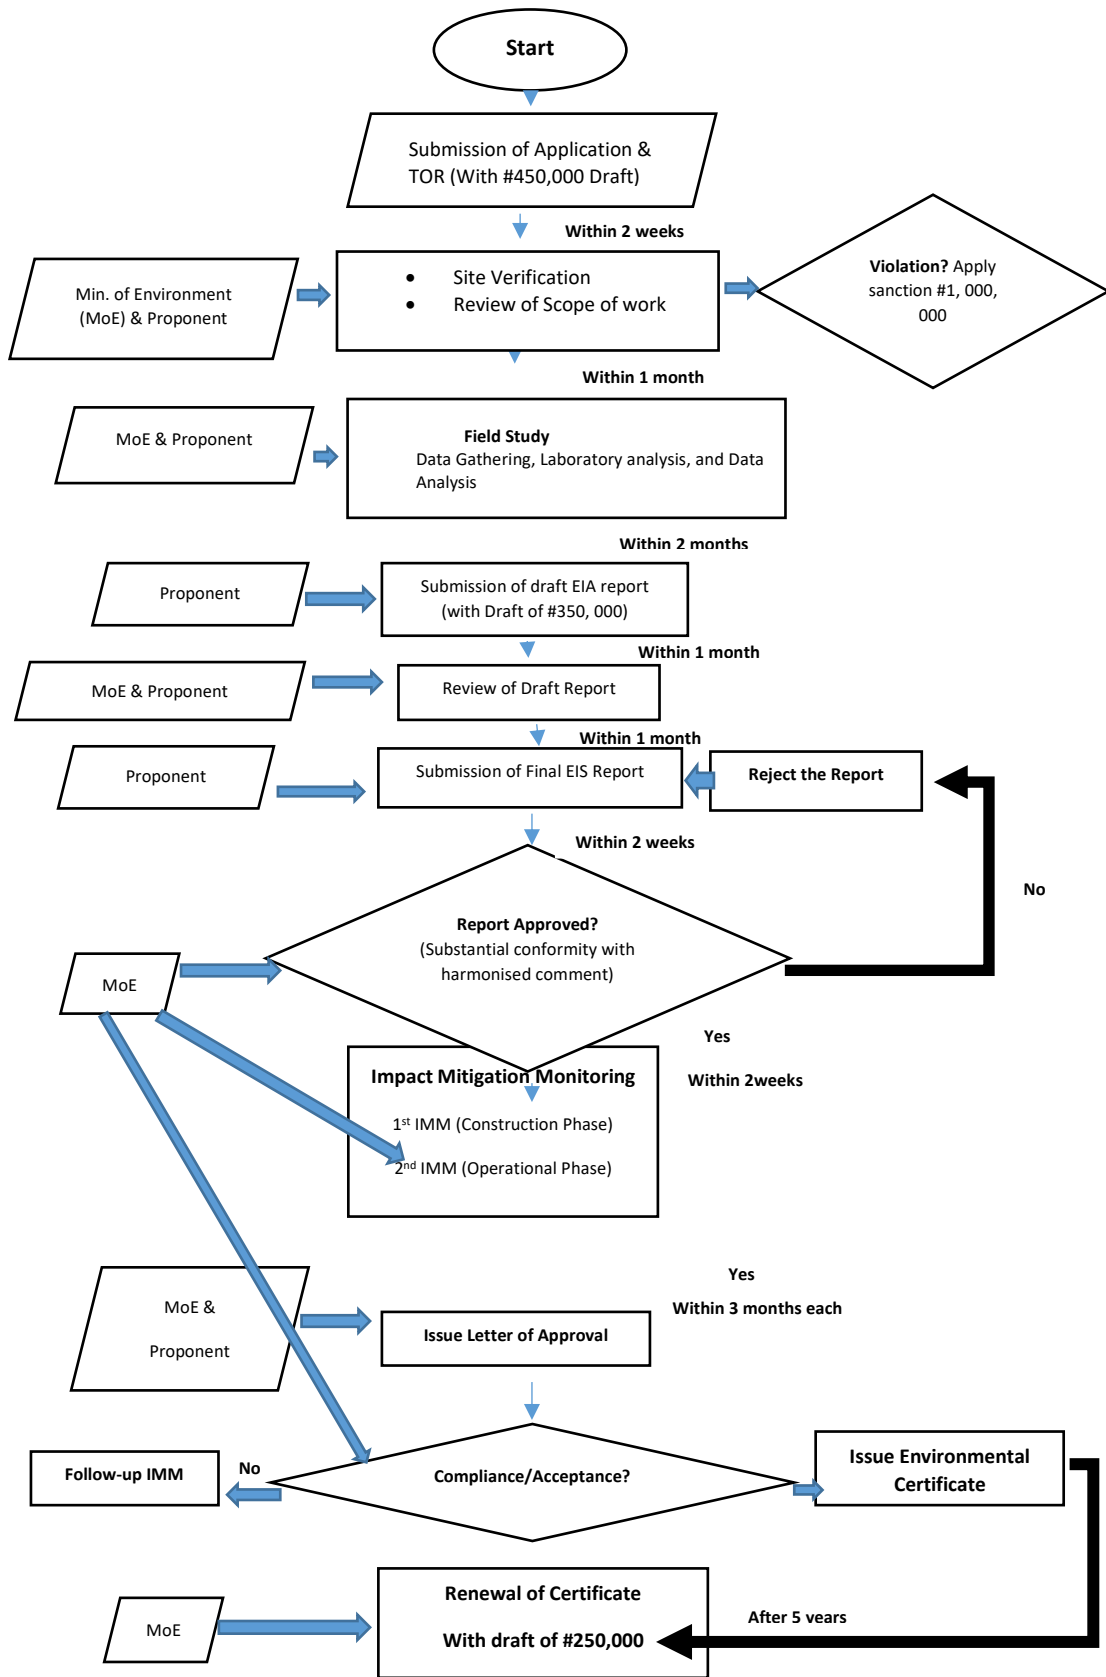 Start
Submission of Application &
TOR (With #450,000 Draft)
Within 2 weeks
Min. of Environment
(MoE) & Proponent
• Site Verification
• Review of Scope of work
Violation? Apply
sanction #1, 000,
000
Within 1 month
MoE & Proponent
Field Study
Data Gathering, Laboratory analysis, and Data
Analysis
Within 2 months
Proponent
Submission of draft EIA report
(with Draft of #350, 000)
Within 1 month
MoE & Proponent
Review of Draft Report
Within 1 month
Proponent
Submission of Final EIS Report
Reject the Report
Within 2 weeks
No
Report Approved?
(Substantial conformity with
harmonised comment)
MoE
Yes
Within 2weeks
Impact Mitigation Monitoring
1st IMM (Construction Phase)
2nd IMM (Operational Phase)
Yes
Within 3 months each
MoE &
Proponent
Issue Letter of Approval
Follow-up IMM
No
Compliance/Acceptance?
Issue Environmental
Certificate
Renewal of Certificate
With draft of #250,000
MoE
After 5 years